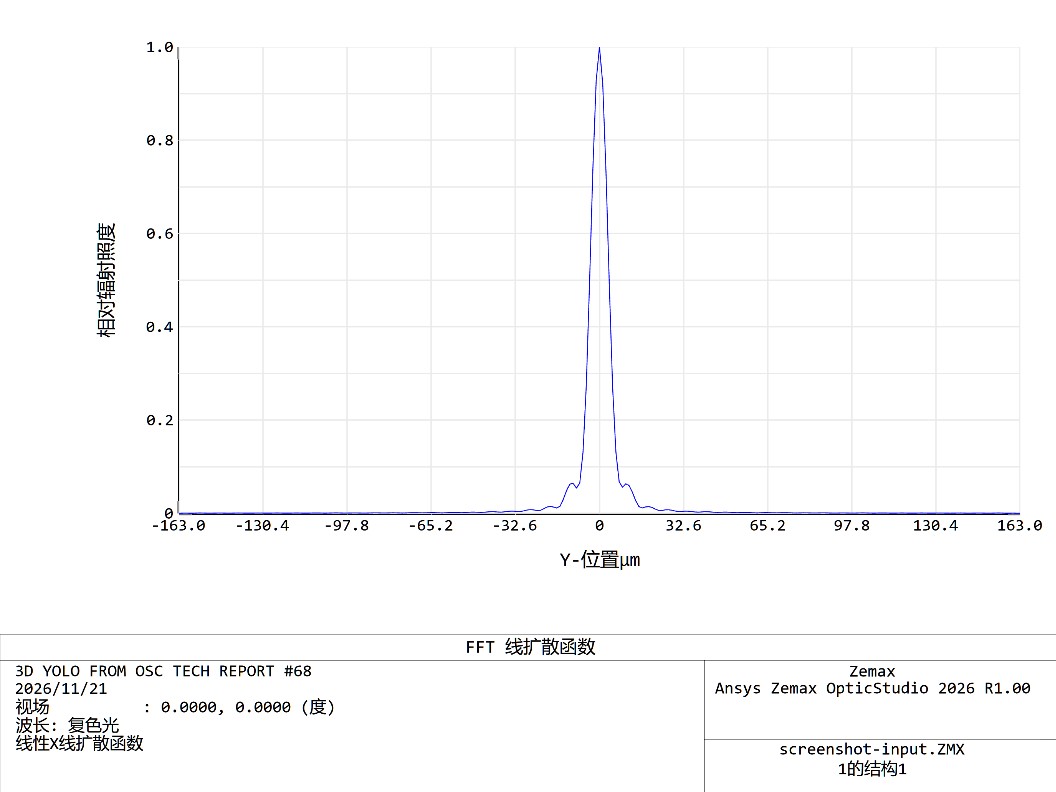 1.0
0.8
0.6
0.4
0.2
0
相对辐射照度
-163.0 -130.4 -97.8 -65.2 -32.6 0 32.6 65.2 97.8 130.4 163.0
Y-位置µm
FFT 线扩散函数
3D YOLO FROM OSC TECH REPORT #68
2026/11/21
视场 : 0.0000, 0.0000 (度)
波长: 复色光
线性X线扩散函数
Zemax
Ansys Zemax OpticStudio 2026 R1.00
screenshot-input.ZMX
1的结构1